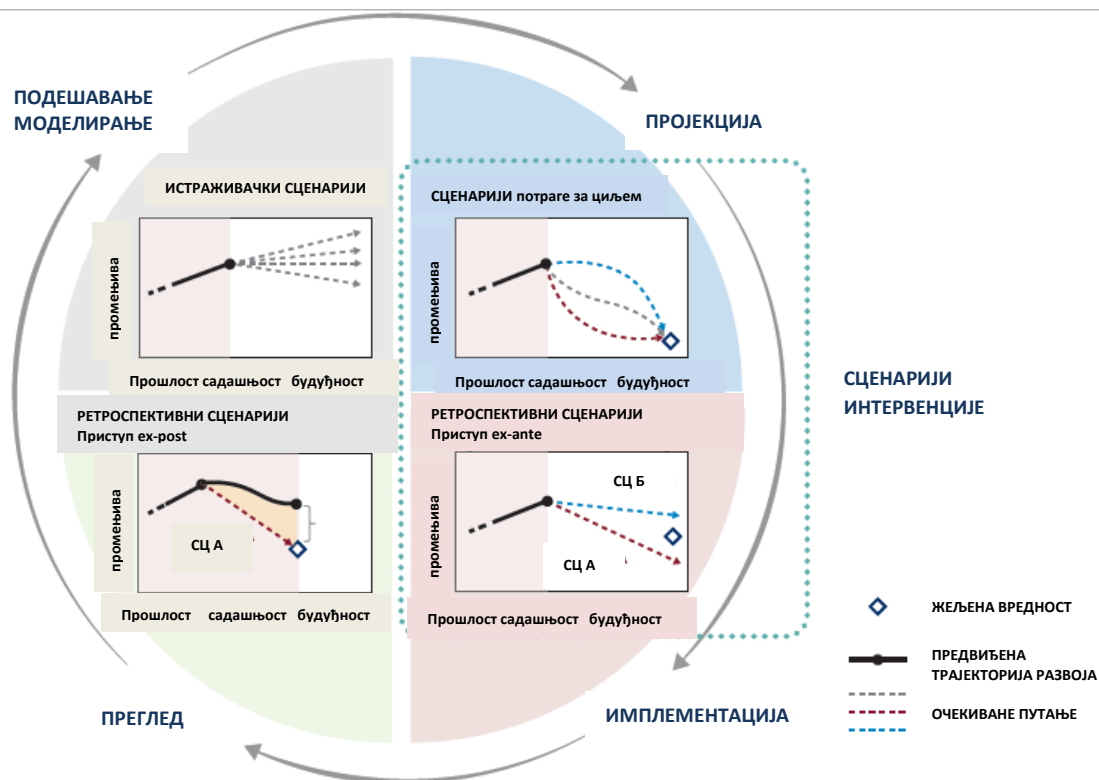 ПОДЕШАВАЊЕ
МОДЕЛИРАЊЕ
ПРОЈЕКЦИЈА
ИСТРАЖИВАЧКИ СЦЕНАРИЈИ
промењива
Прошлост садашњост будућност
СЦЕНАРИЈИ потраге за циљем
промењива
Прошлост садашњост будућност
СЦЕНАРИЈИ
ИНТЕРВЕНЦИЈЕ
РЕТРОСПЕКТИВНИ СЦЕНАРИЈИ
Приступ ex-post
промењива
СЦ А
Прошлост садашњост будућност
РЕТРОСПЕКТИВНИ СЦЕНАРИЈИ
Приступ ex-ante
промењива
СЦ Б
СЦ А
Прошлост садашњост будућност
ПРЕГЛЕД
ИМПЛЕМЕНТАЦИЈА
ЖЕЉЕНА ВРЕДНОСТ
ПРЕДВИЂЕНА
ТРАЈЕКТОРИЈА РАЗВОЈА
ОЧЕКИВАНЕ ПУТАЊЕ